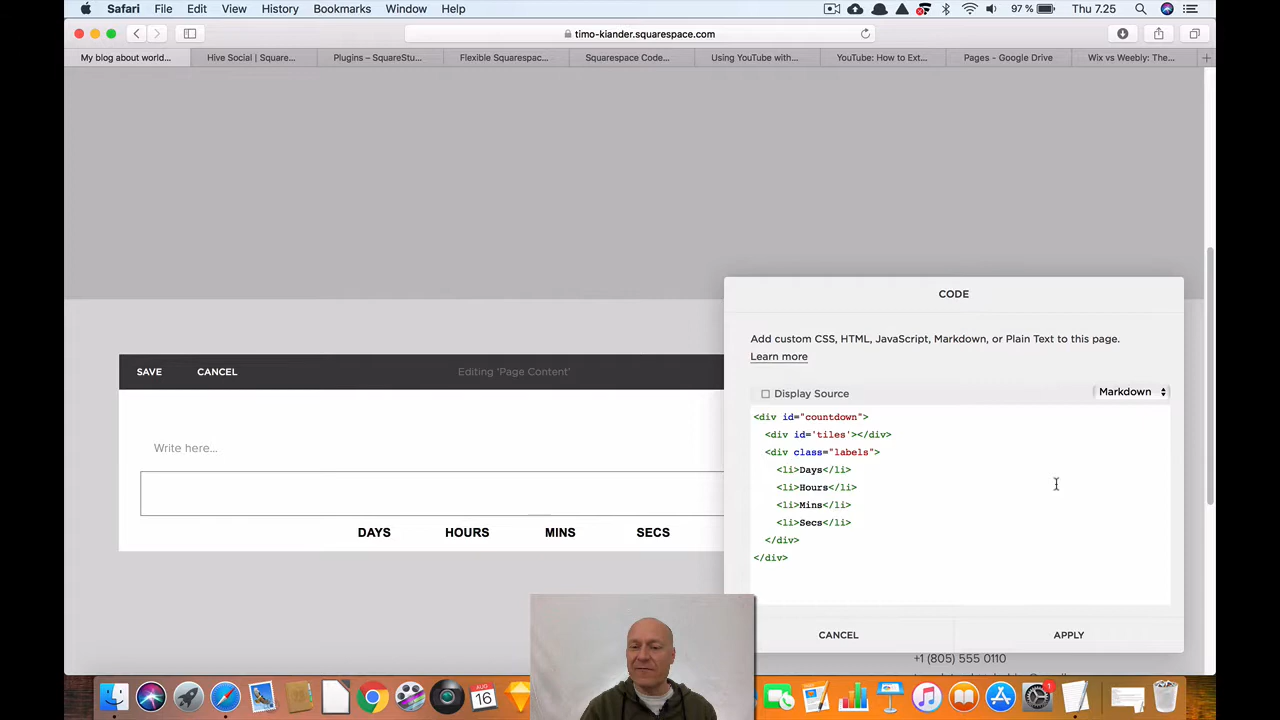 Safari File Edit View History Bookmarks Window Help 97 % Thu 7.25
timo-kiander.squarespace.com
My blog about world... Hive Social | Square... Plugins – SquareStu... Flexible Squarespac... Squarespace Code... Using YouTube with... YouTube: How to Ext... Pages - Google Drive Wix vs Weebly: The...
CODE
Add custom CSS, HTML, JavaScript, Markdown, or Plain Text to this page.
Learn more
SAVE CANCEL Editing 'Page Content'
Display Source Markdown
<div id="countdown">
<div id='tiles'></div>
<div class="labels">
<li>Days</li>
<li>Hours</li>
<li>Mins</li>
<li>Secs</li>
</div>
</div>
Write here...
DAYS HOURS MINS SECS
CANCEL APPLY
+1 (805) 555 0110
AUG
16
1